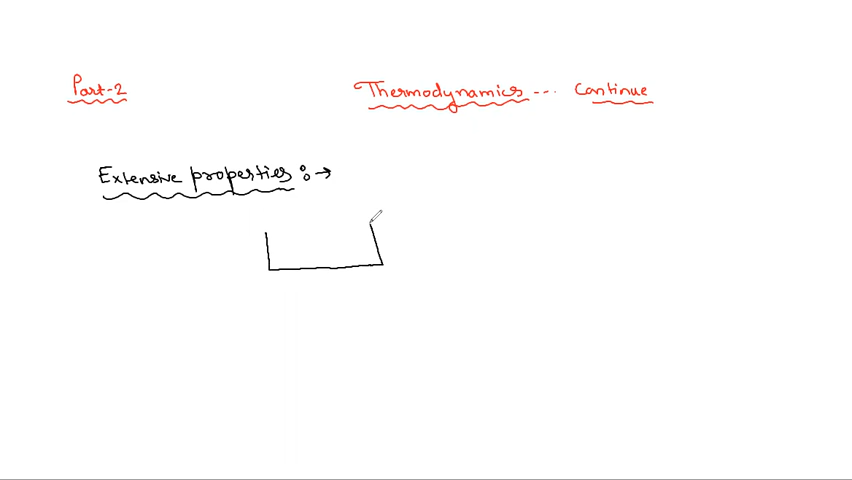 Part-2
Thermodynamics --- Continue
Extensive properties :→